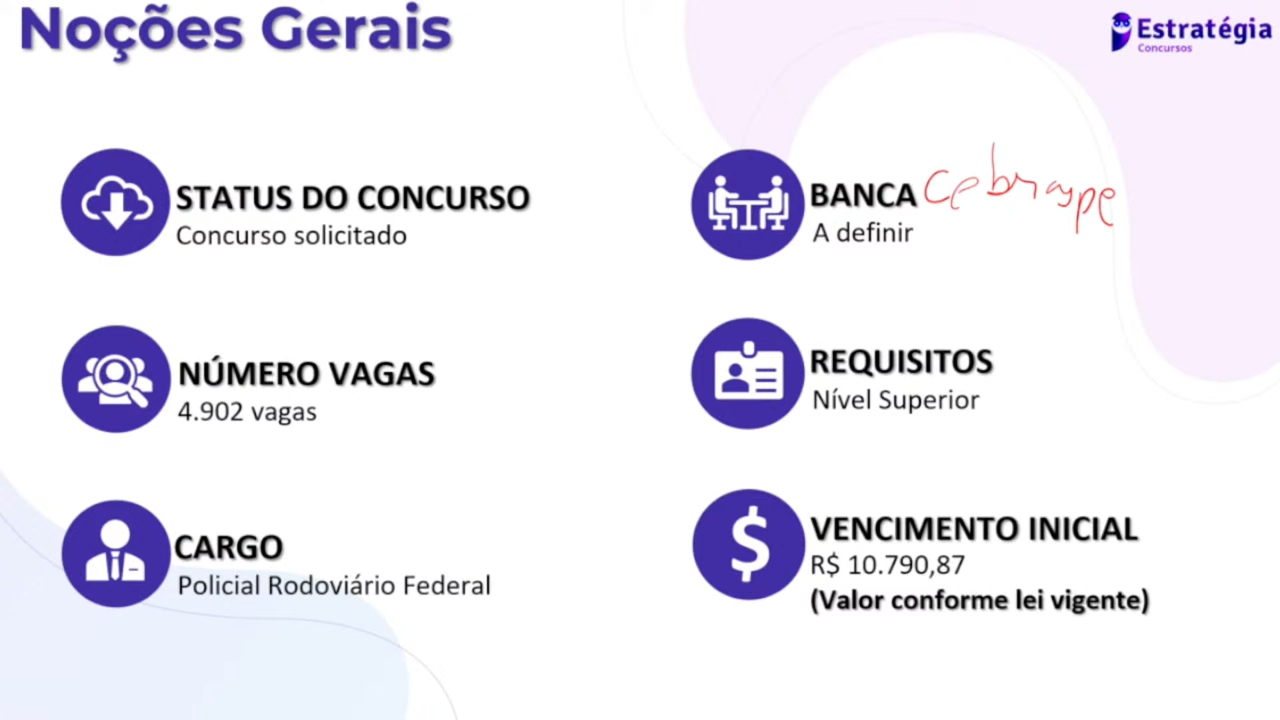 Noções Gerais
Estratégia
Concursos
STATUS DO CONCURSO
Concurso solicitado
BANCA Cebraspe
A definir
NÚMERO VAGAS
4.902 vagas
REQUISITOS
Nível Superior
CARGO
Policial Rodoviário Federal
VENCIMENTO INICIAL
R$ 10.790,87
(Valor conforme lei vigente)